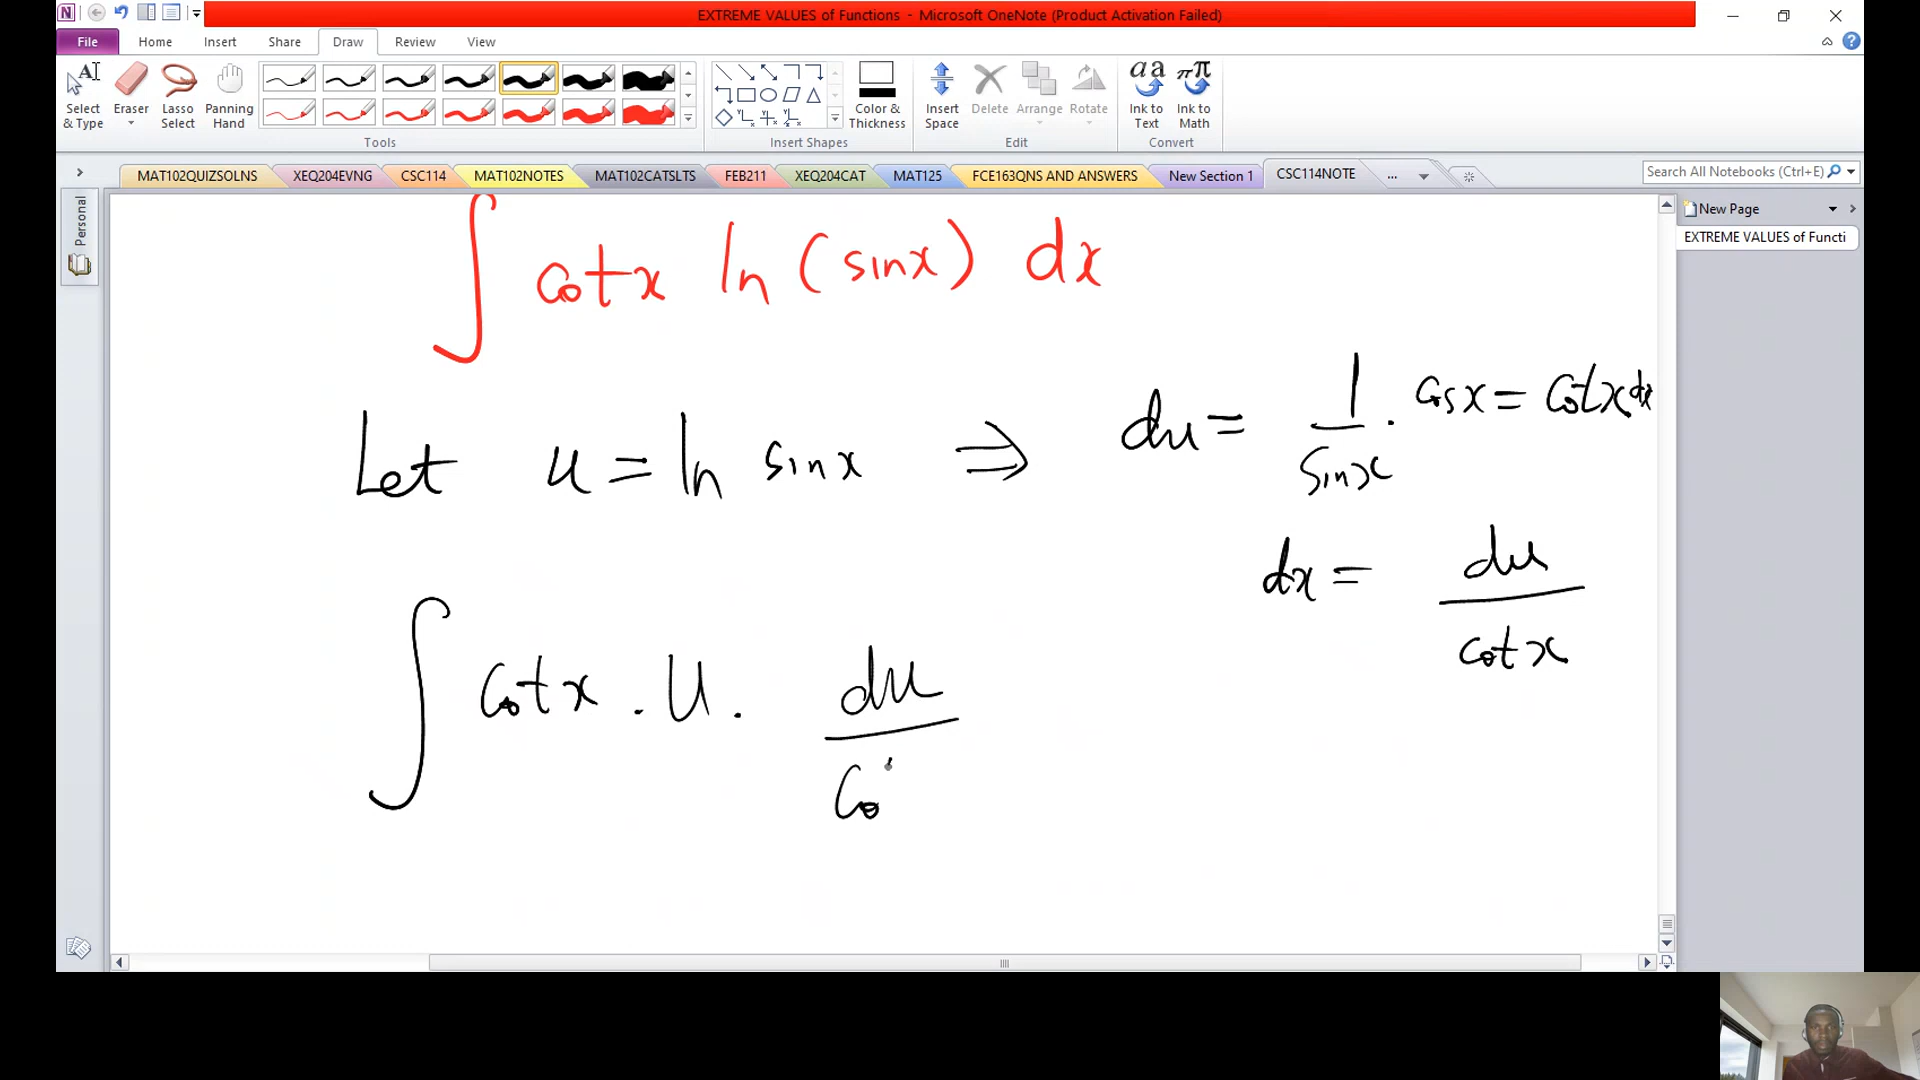 EXTREME VALUES of Functions - Microsoft OneNote (Product Activation Failed)
File Home Insert Share Draw Review View
Select & Type Eraser Lasso Select Panning Hand Color & Thickness Insert Space Delete Arrange Rotate Ink to Text Ink to Math
Tools Insert Shapes Edit Convert
MAT102QUIZSOLNS XEQ204EVNG CSC114 MAT102NOTES MAT102CATSLTS FEB211 XEQ204CAT MAT125 FCE163QNS AND ANSWERS New Section 1 CSC114NOTE ... Search All Notebooks (Ctrl+E)
Personal
New Page
EXTREME VALUES of Functi
∫ cotx ln(sinx) dx
Let u = ln sinx ⇒ du = 1/sinx . cosx = cotx dx
dx = du/cotx
∫ cotx . u . du/co